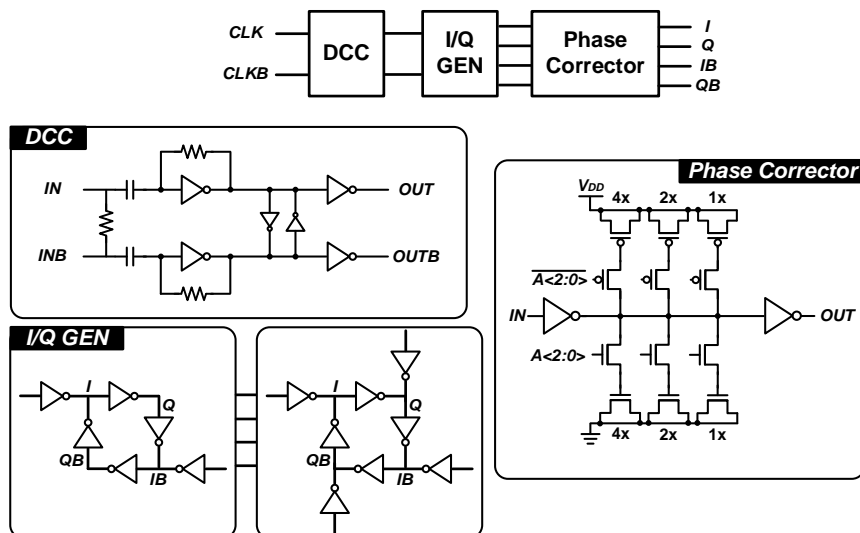 CLK
CLKB
DCC
I/Q
GEN
Phase
Corrector
I
Q
IB
QB
DCC
IN
INB
OUT
OUTB
I/Q GEN
I
Q
QB
IB
I
Q
QB
IB
Phase Corrector
VDD
4x 2x 1x
A<2:0>
IN
OUT
A<2:0>
4x 2x 1x